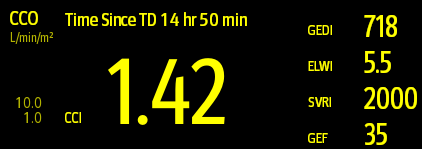 CCO Time Since TD 14 hr 50 min
L/min/m²
GEDI 718
ELWI 5.5
10.0
1.0
CCI 1.42
SVRI 2000
GEF 35